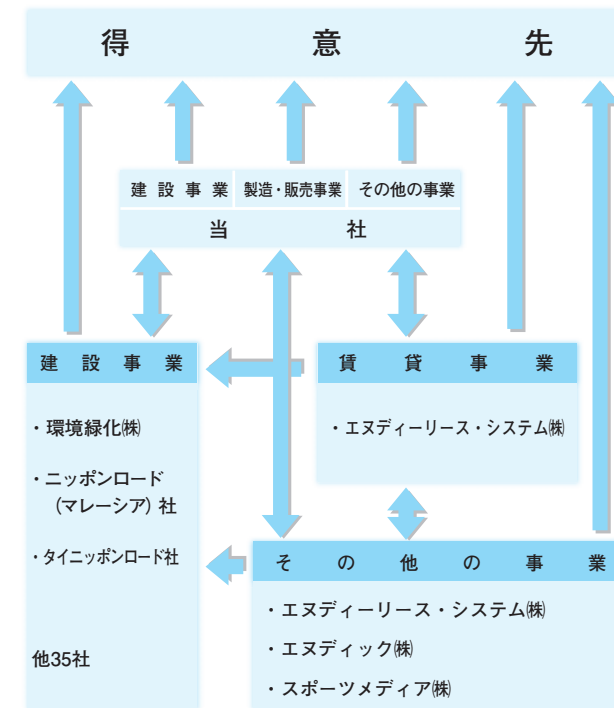 得意先
建設事業 製造・販売事業 その他の事業
当社
建設事業
・環境緑化㈱
・ニッポンロード
(マレーシア)社
・タイニッポンロード社
他35社
賃貸事業
・エヌディーリース・システム㈱
その他の事業
・エヌディーリース・システム㈱
・エヌディック㈱
・スポーツメディア㈱